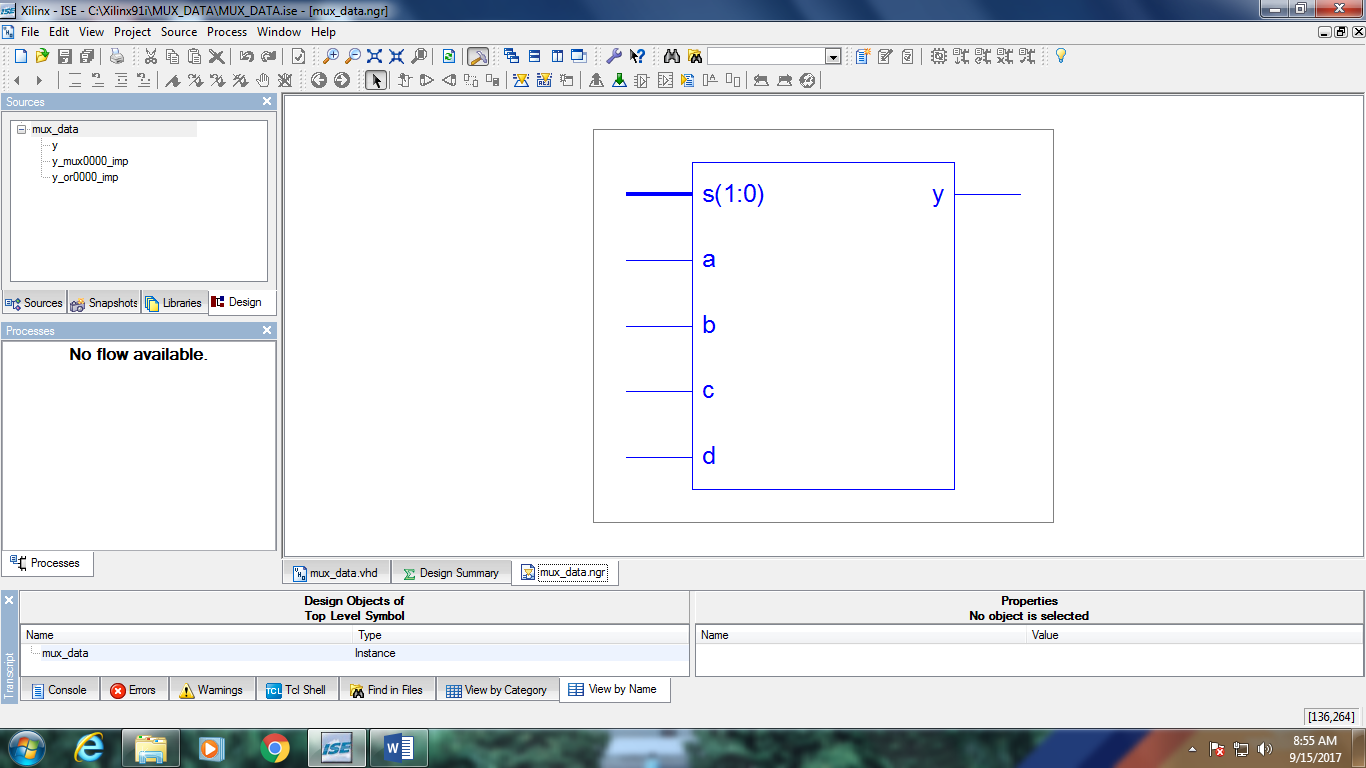 Xilinx - ISE - C:\Xilinx91i\MUX_DATA\MUX_DATA.ise - [mux_data.ngr]
File Edit View Project Source Process Window Help
Sources
mux_data
y
y_mux0000_imp
y_or0000_imp
Sources Snapshots Libraries Design
Processes
No flow available.
Processes
s(1:0) y
a
b
c
d
mux_data.vhd Design Summary mux_data.ngr
Transcript
Design Objects of
Top Level Symbol
Name Type
mux_data Instance
Properties
No object is selected
Name Value
Console Errors Warnings TCL Tcl Shell Find in Files View by Category View by Name
[136,264]
ISE W
8:55 AM
9/15/2017